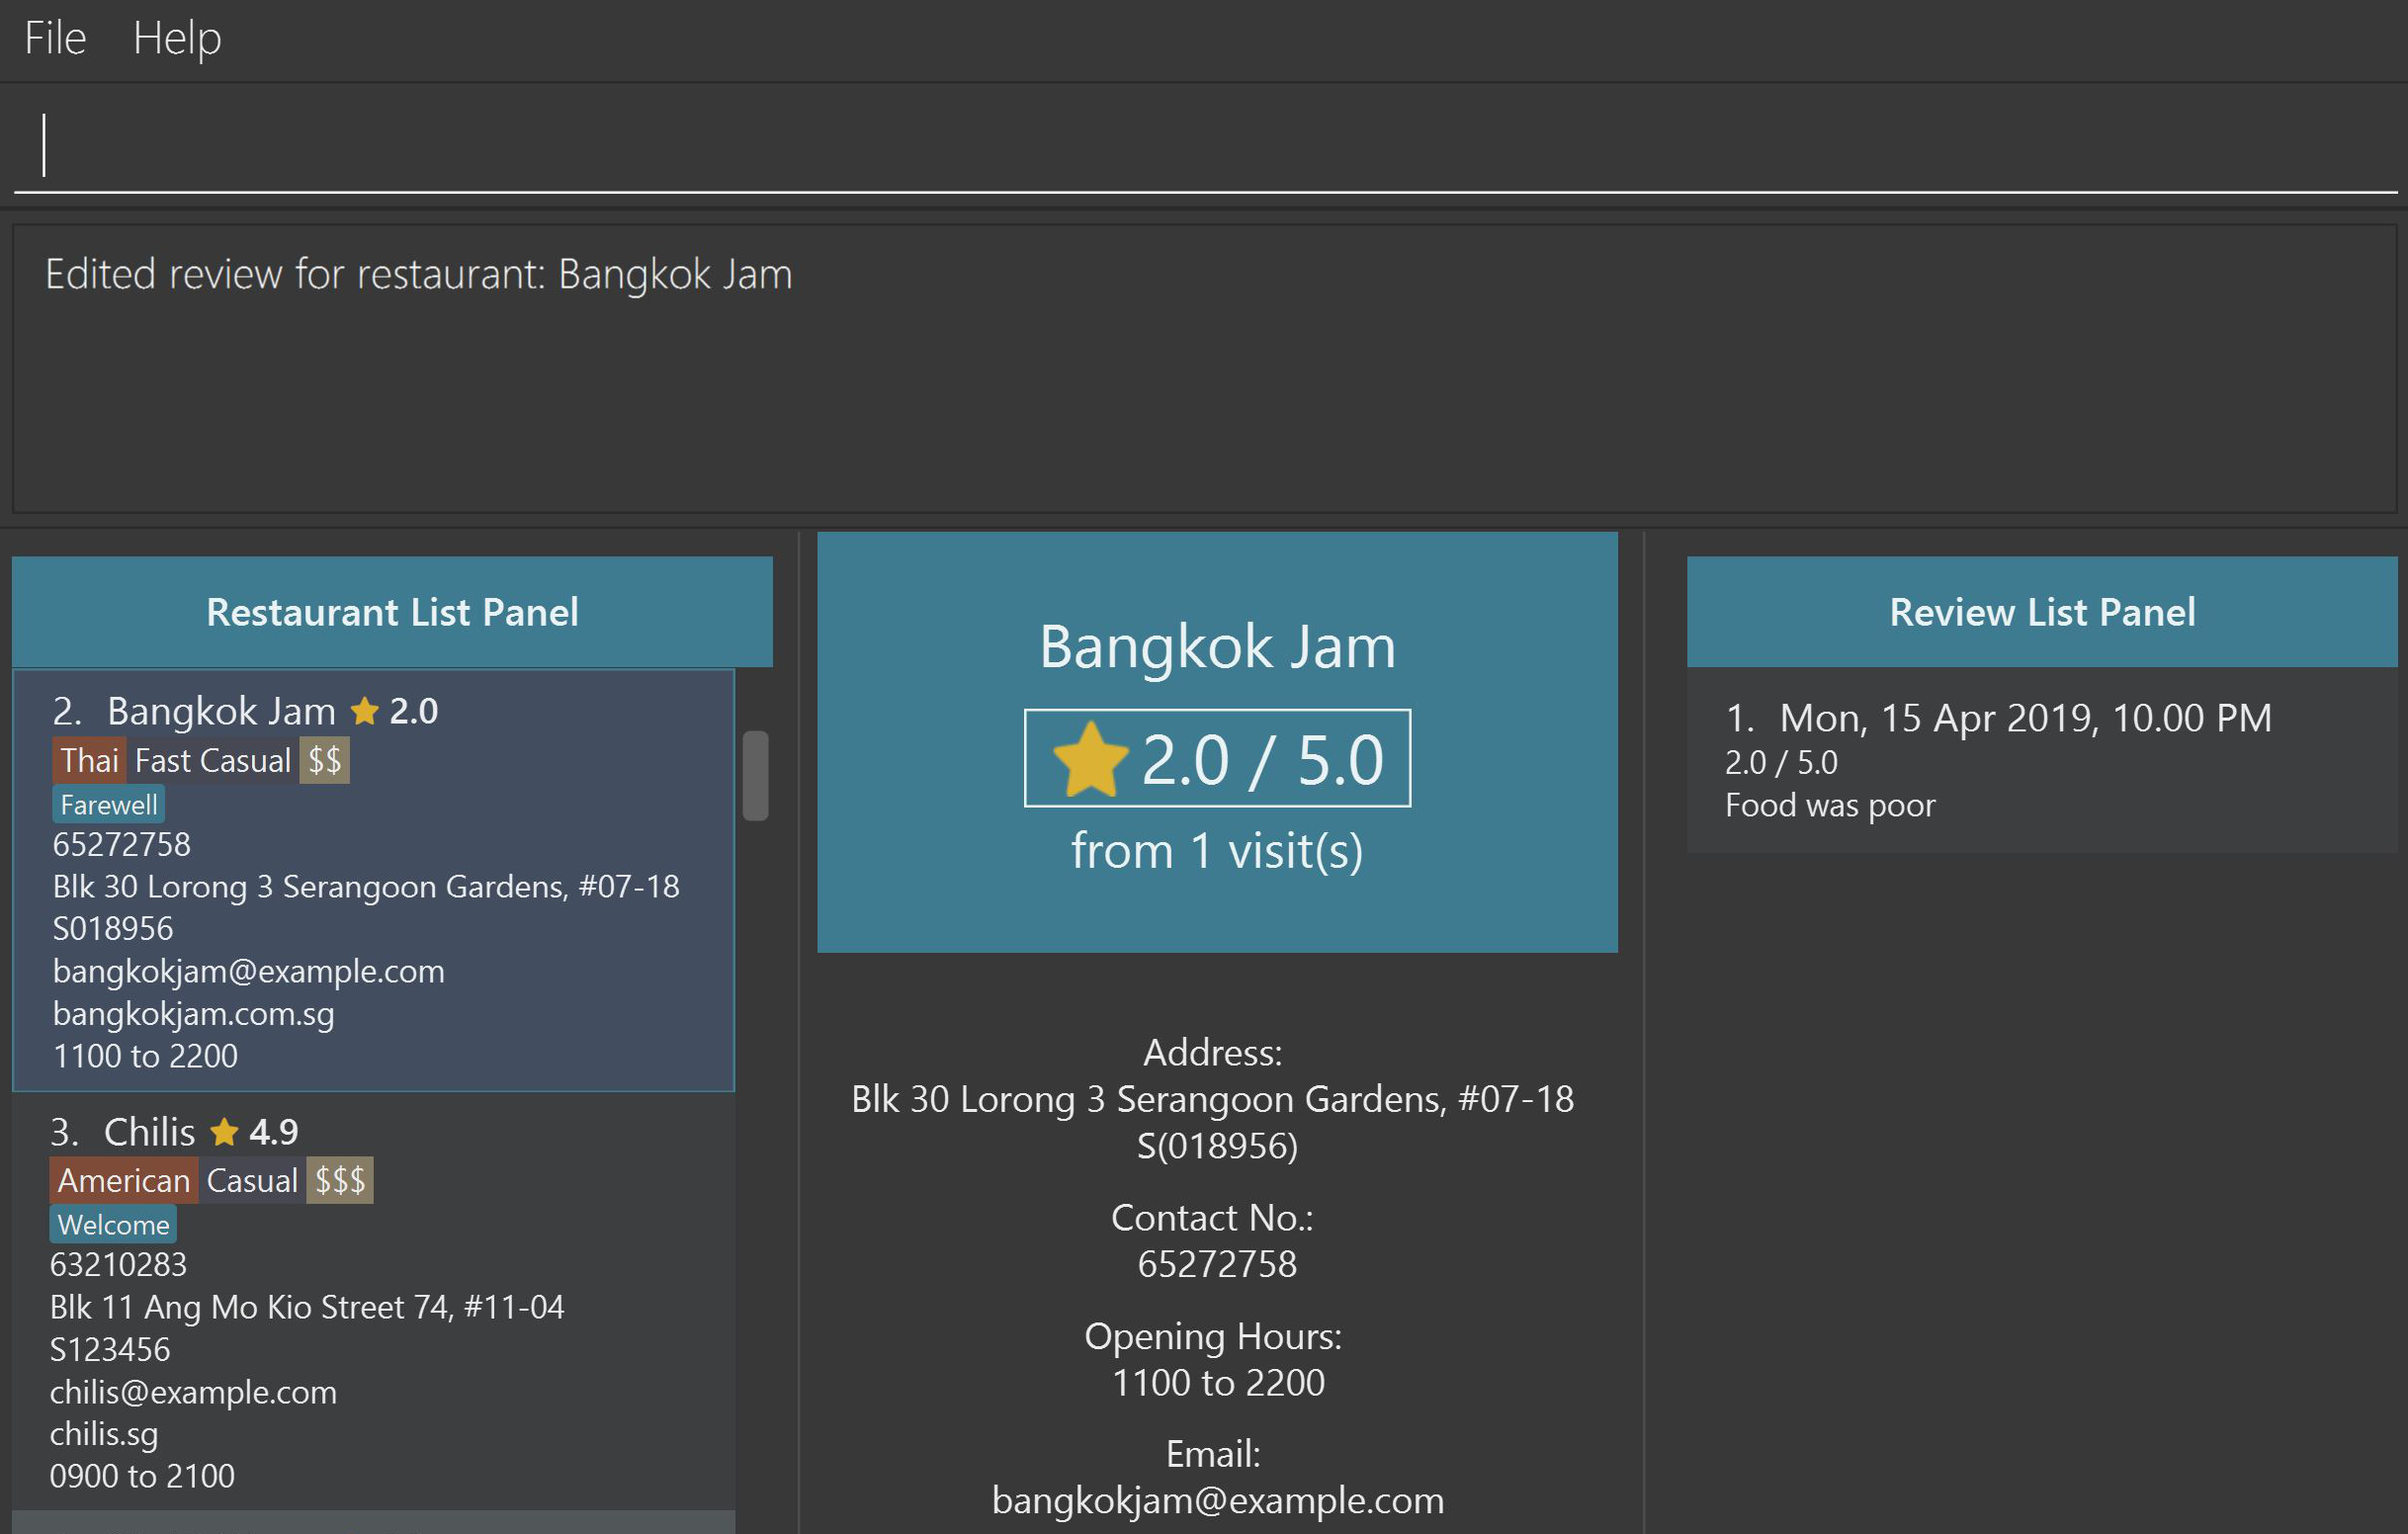 File Help
Edited review for restaurant: Bangkok Jam
Restaurant List Panel
2. Bangkok Jam 2.0
Thai Fast Casual $$
Farewell
65272758
Blk 30 Lorong 3 Serangoon Gardens, #07-18
S018956
bangkokjam@example.com
bangkokjam.com.sg
1100 to 2200
3. Chilis 4.9
American Casual $$$
Welcome
63210283
Blk 11 Ang Mo Kio Street 74, #11-04
S123456
chilis@example.com
chilis.sg
0900 to 2100
Bangkok Jam
2.0 / 5.0
from 1 visit(s)
Address:
Blk 30 Lorong 3 Serangoon Gardens, #07-18
S(018956)
Contact No.:
65272758
Opening Hours:
1100 to 2200
Email:
bangkokjam@example.com
Review List Panel
1. Mon, 15 Apr 2019, 10.00 PM
2.0 / 5.0
Food was poor